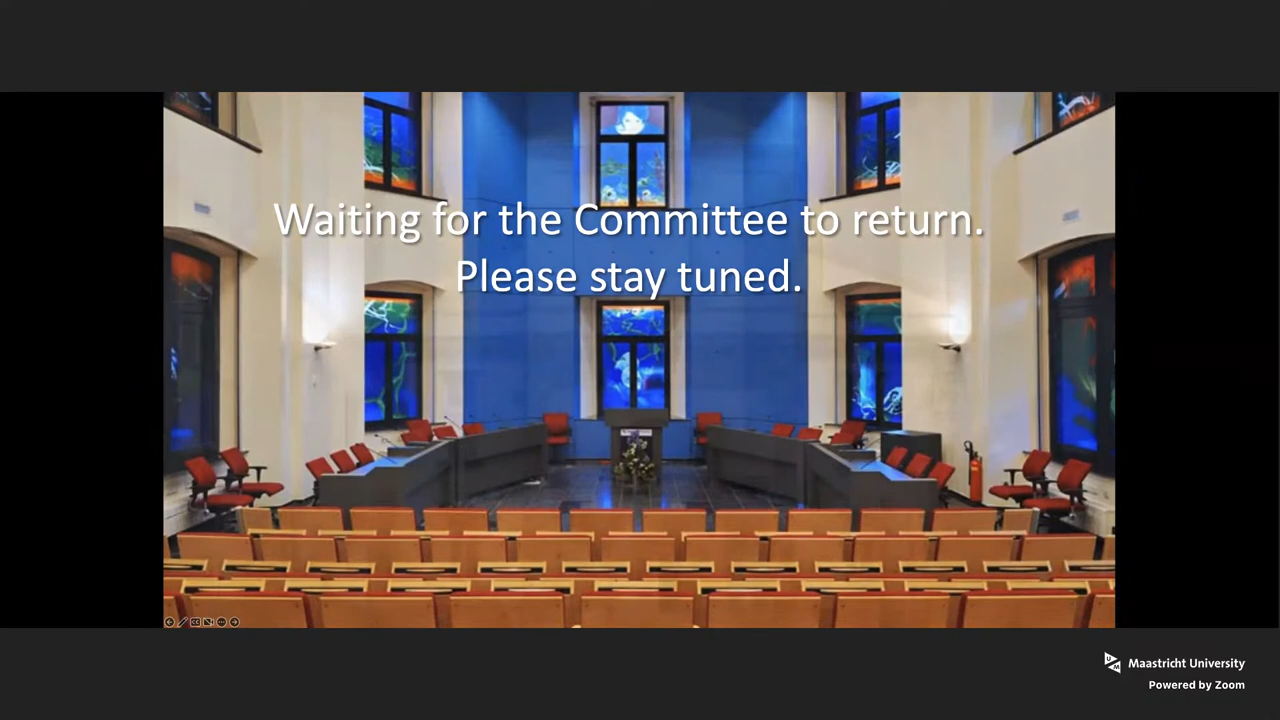 Waiting for the Committee to return.
Please stay tuned.
Maastricht University
Powered by Zoom